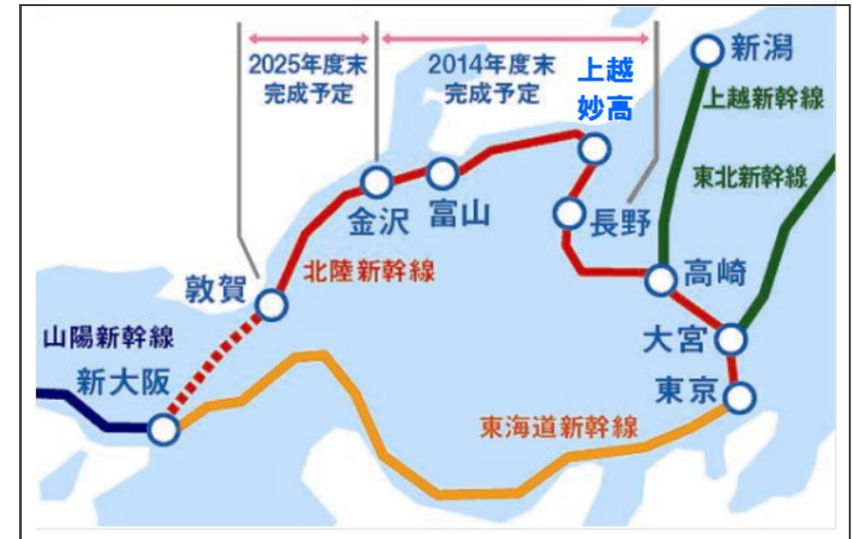 2025年度末
完成予定
2014年度末
完成予定
上越
妙高
新潟
上越新幹線
東北新幹線
金沢
富山
長野
北陸新幹線
高崎
敦賀
山陽新幹線
新大阪
大宮
東京
東海道新幹線